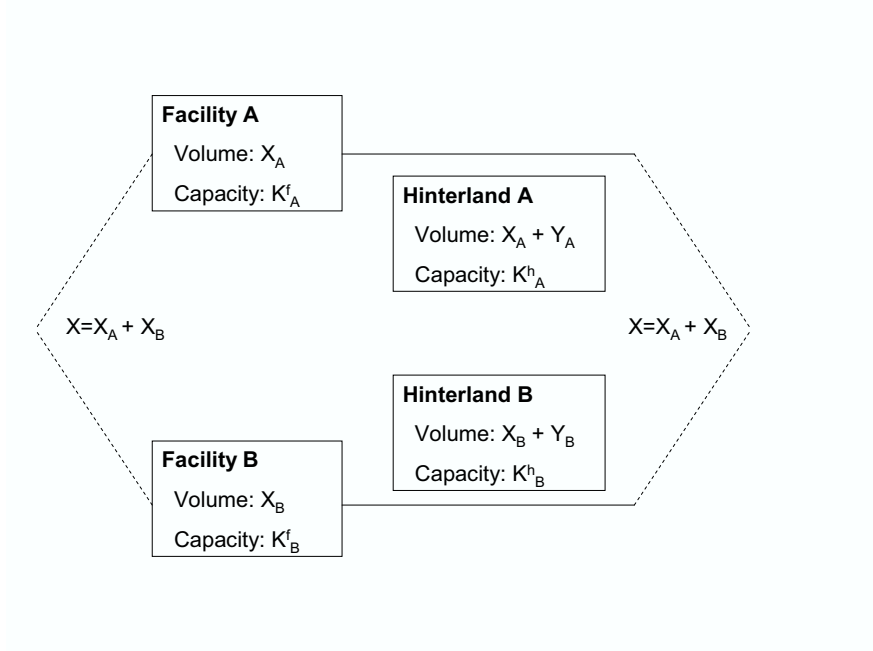 Facility A
Volume: X_A
Capacity: K^f_A
Hinterland A
Volume: X_A + Y_A
Capacity: K^h_A
X=X_A + X_B
X=X_A + X_B
Hinterland B
Volume: X_B + Y_B
Capacity: K^h_B
Facility B
Volume: X_B
Capacity: K^f_B